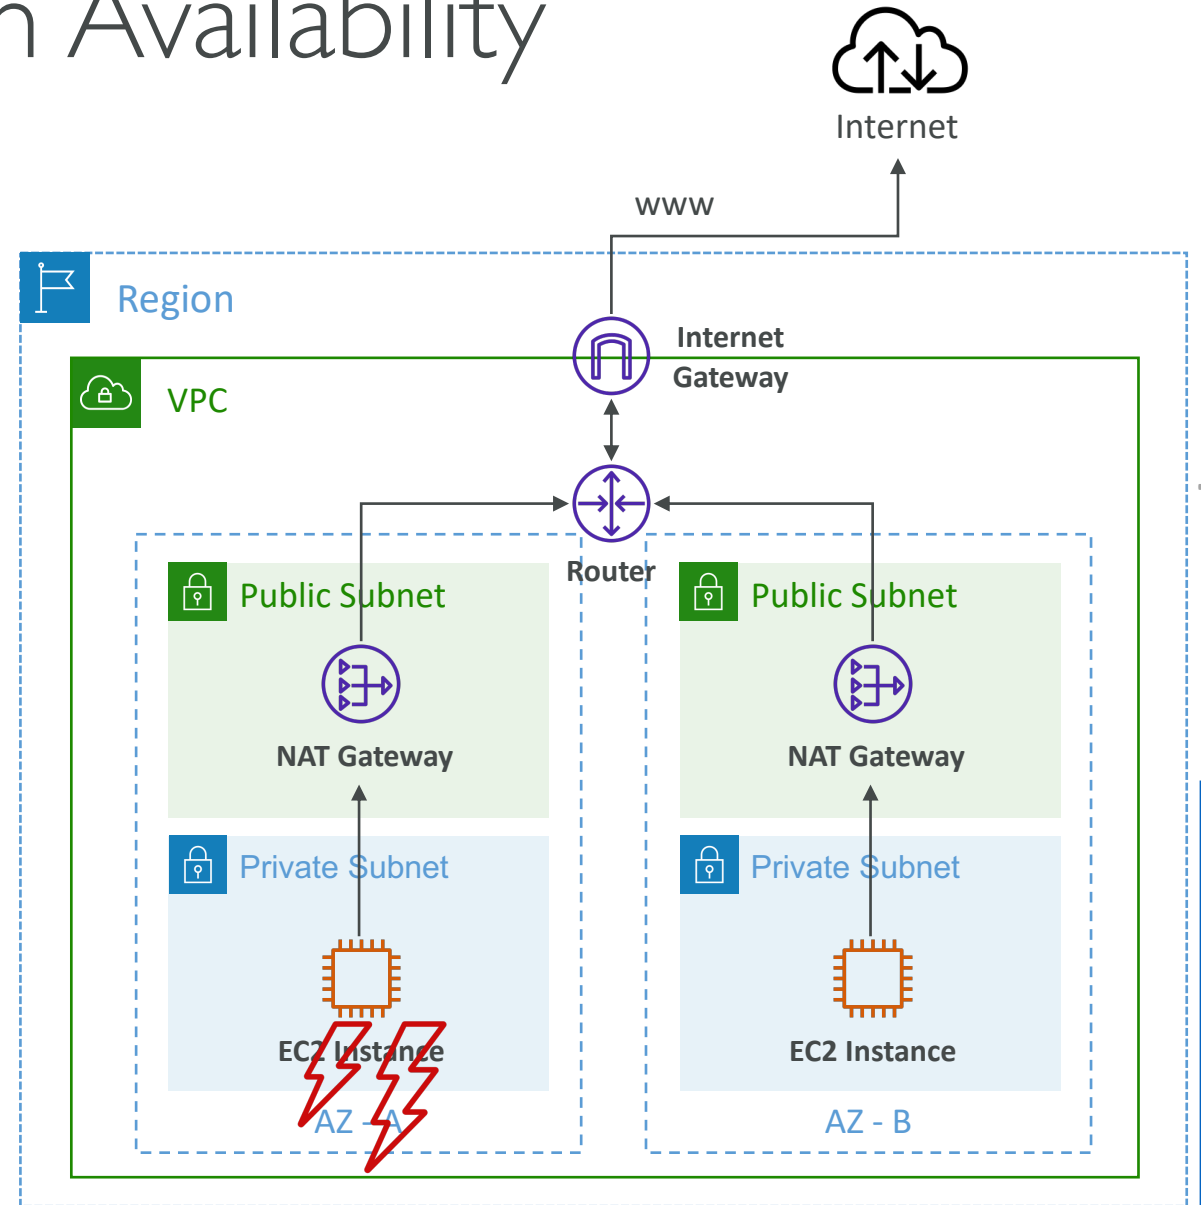 n Availability
Internet
www
Region
Internet
Gateway
VPC
Router
Public Subnet
Public Subnet
NAT Gateway
NAT Gateway
Private Subnet
Private Subnet
EC2 Instance
EC2 Instance
AZ - A
AZ - B